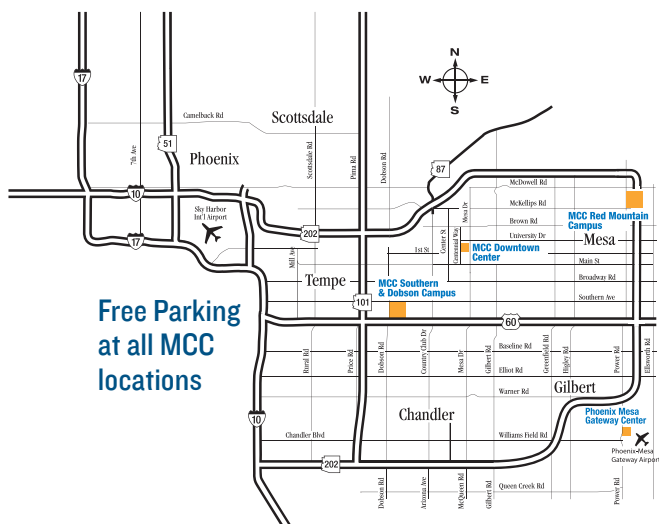 N
W E
S
17
Camelback Rd
Scottsdale
7th Ave
51
Phoenix
Scottsdale Rd
Pima Rd
Dobson Rd
87
McDowell Rd
10
McKellips Rd
Mesa Dr
MCC Red Mountain
Campus
Sky Harbor
Int'l Airport
Brown Rd
202
Center St
Centennial Way
University Dr
Mesa
17
1st St
MCC Downtown
Center
Mill Ave
Main St
Tempe
MCC Southern
& Dobson Campus
Broadway Rd
101
Southern Ave
Free Parking
at all MCC
locations
60
Rural Rd
Price Rd
Dobson Rd
Country Club Dr
Mesa Dr
Gilbert Rd
Baseline Rd
Greenfield Rd
Higley Rd
Power Rd
Ellsworth Rd
Elliot Rd
Warner Rd
Gilbert
10
Chandler
Phoenix Mesa
Gateway Center
Chandler Blvd
Williams Field Rd
Phoenix-Mesa
Gateway Airport
202
Dobson Rd
Arizona Ave
McQueen Rd
Gilbert Rd
Queen Creek Rd
Power Rd